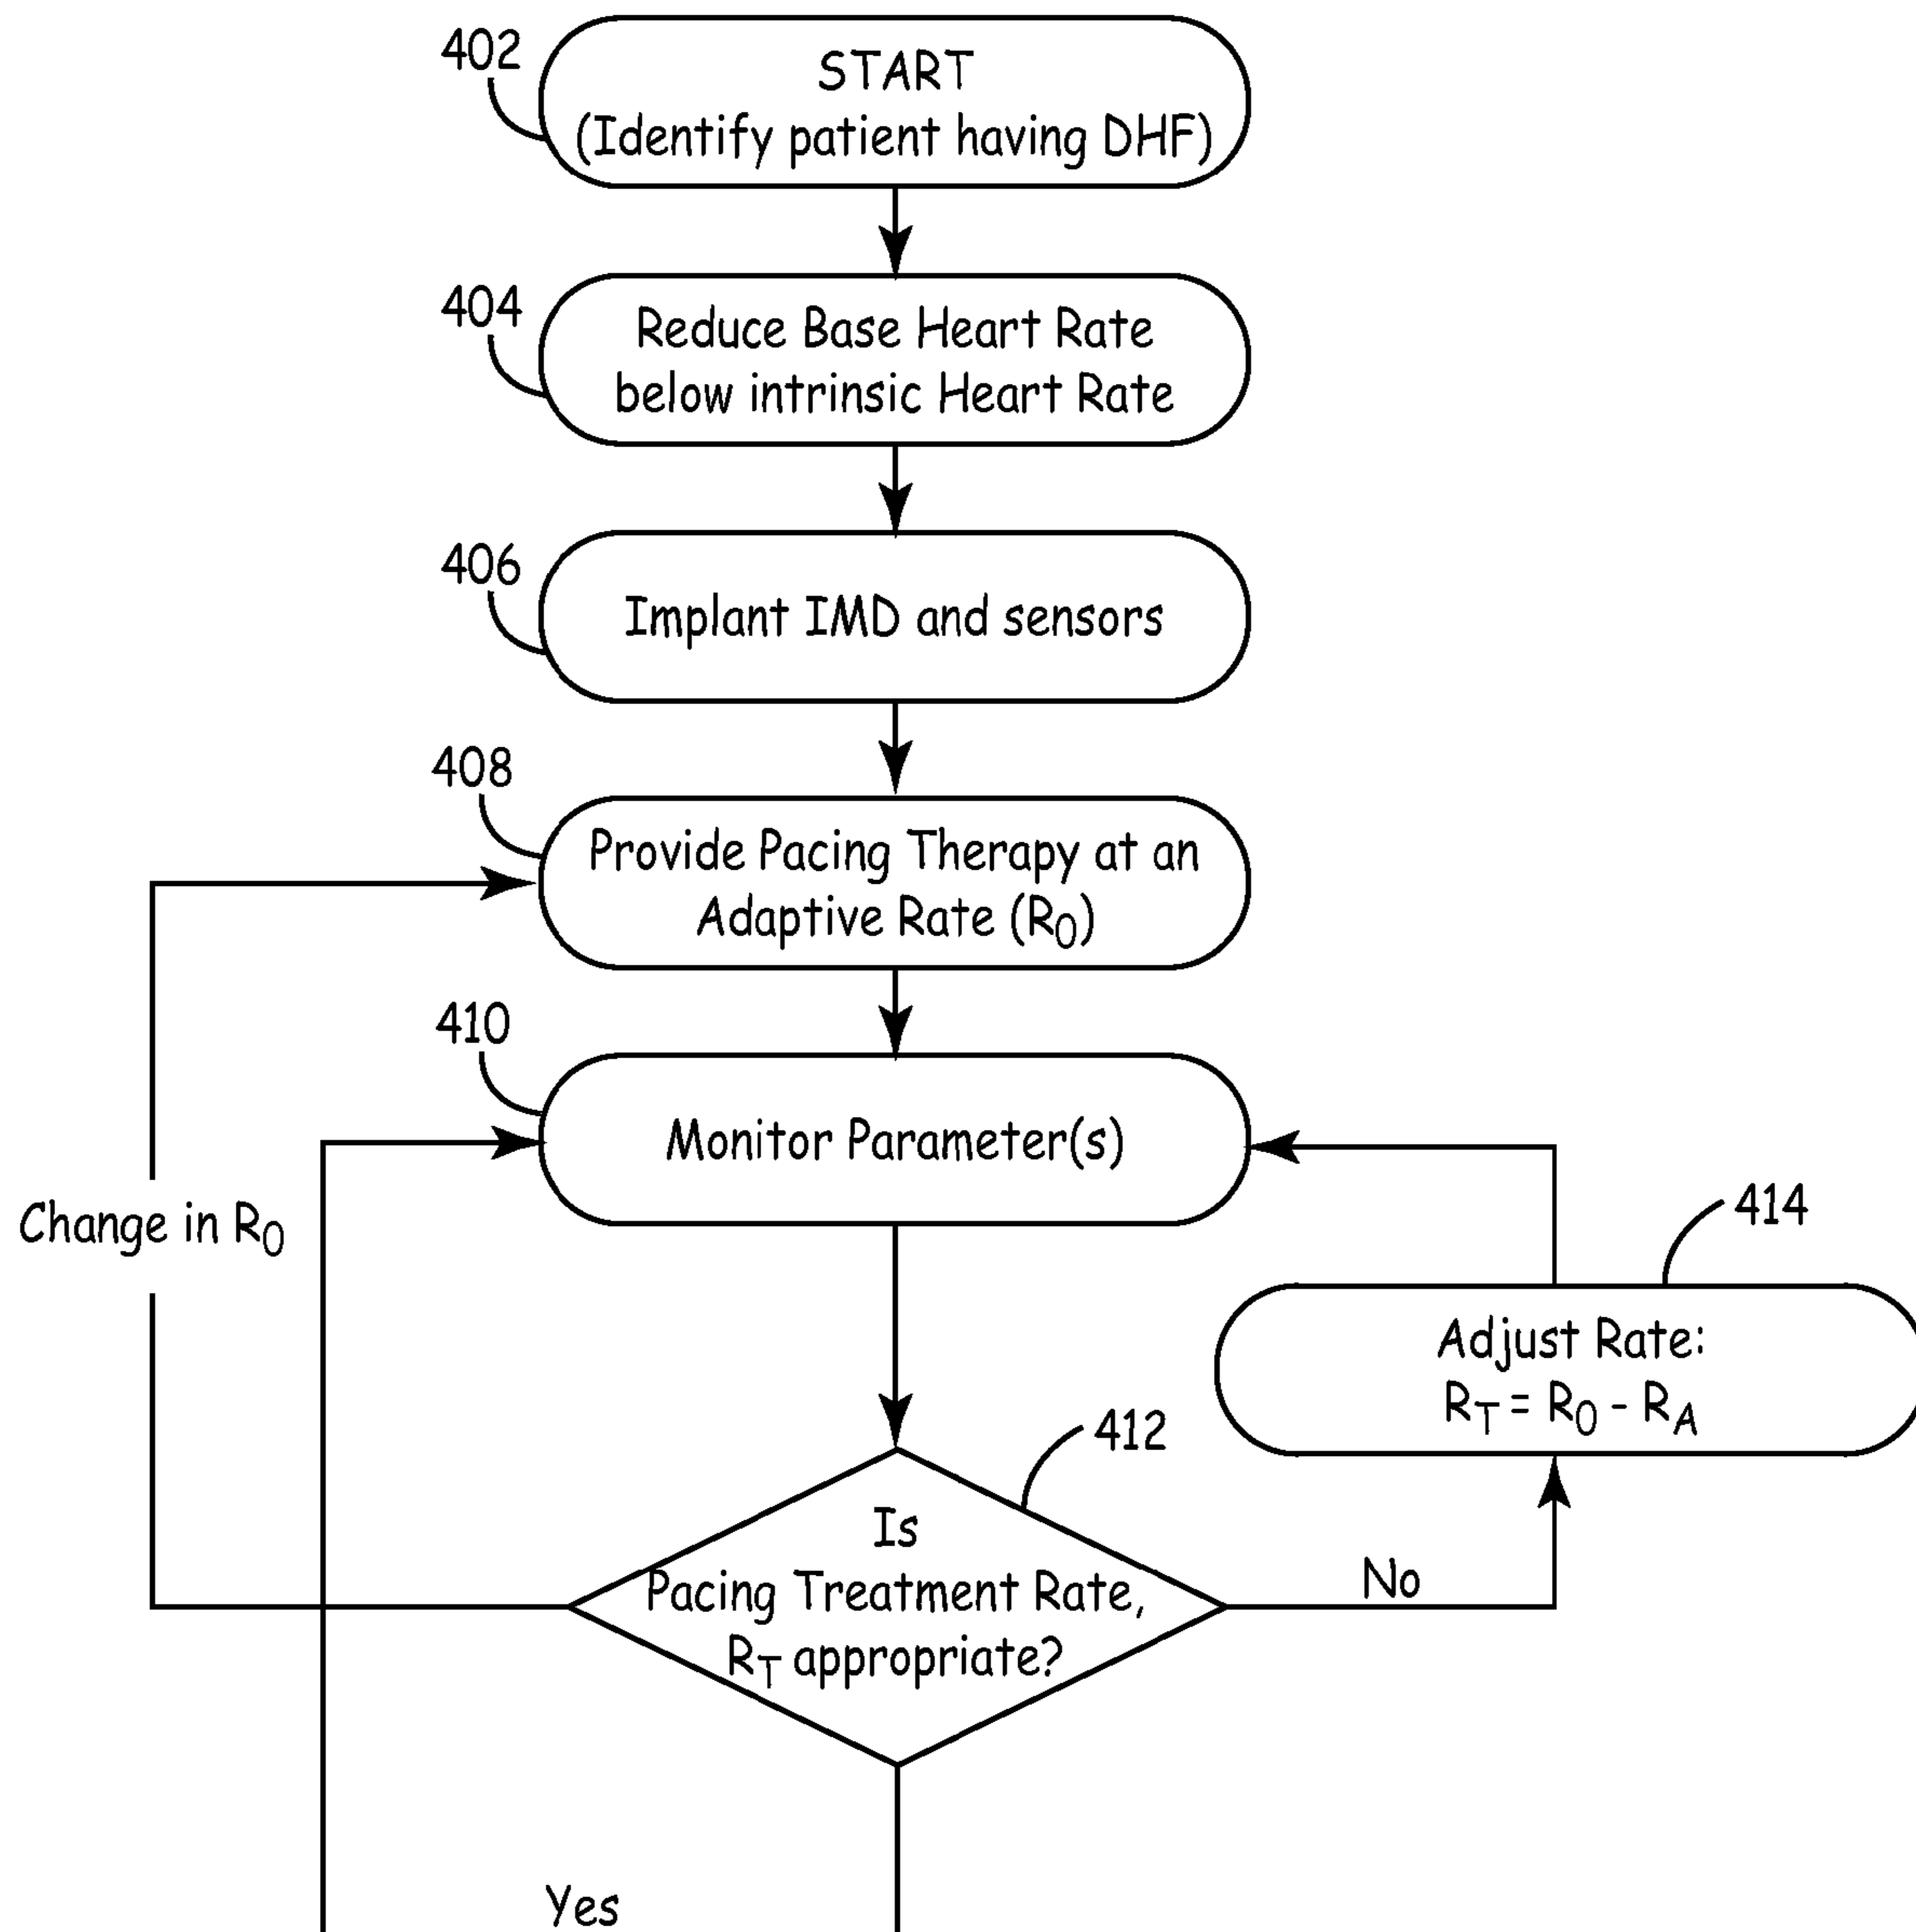 402
START
(Identify patient having DHF)
404
Reduce Base Heart Rate
below intrinsic Heart Rate
406
Implant IMD and sensors
408
Provide Pacing Therapy at an
Adaptive Rate (R0)
410
Monitor Parameter(s)
Change in R0
414
Adjust Rate:
RT = R0 - RA
412
Is
Pacing Treatment Rate,
RT appropriate?
No
Yes